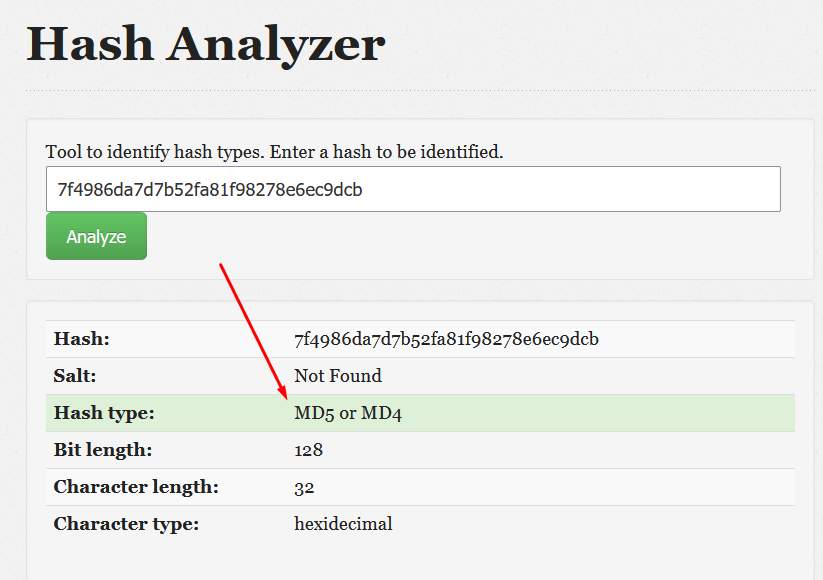 Hash Analyzer
Tool to identify hash types. Enter a hash to be identified.
7f4986da7d7b52fa81f98278e6ec9dcb
Analyze
Hash: 7f4986da7d7b52fa81f98278e6ec9dcb
Salt: Not Found
Hash type: MD5 or MD4
Bit length: 128
Character length: 32
Character type: hexidecimal